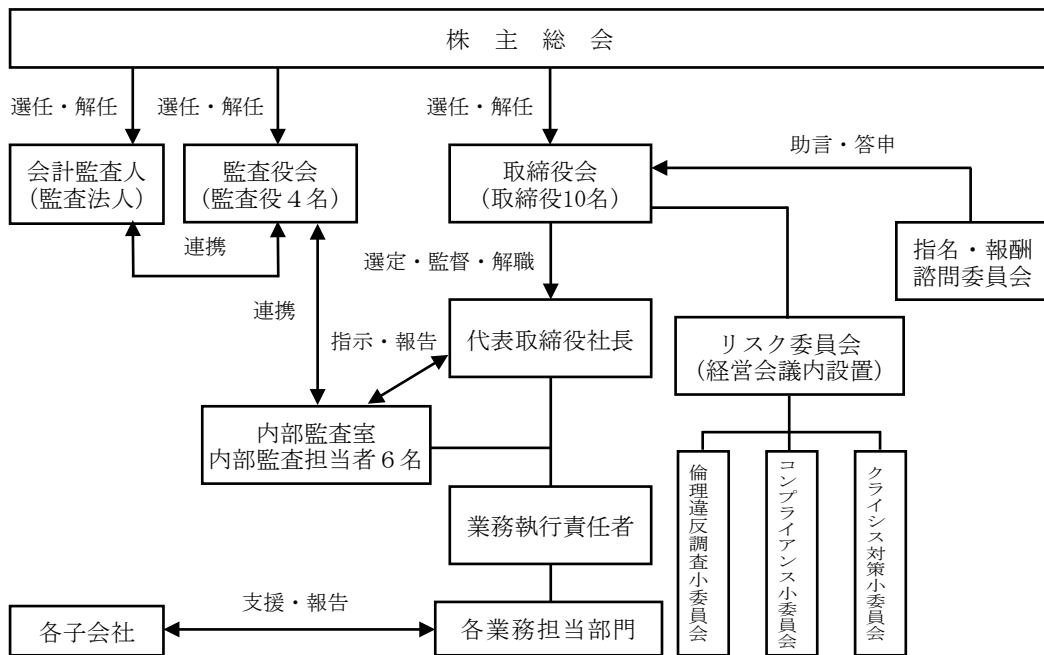 株 主 総 会
選任・解任
選任・解任
選任・解任
会計監査人
(監査法人)
監査役会
(監査役4名)
取締役会
(取締役10名)
助言・答申
連携
選定・監督・解職
指名・報酬
諮問委員会
連携
指示・報告
代表取締役社長
リスク委員会
(経営会議内設置)
内部監査室
内部監査担当者6名
倫理違反調査小委員会
コンプライアンス小委員会
クライシス対策小委員会
業務執行責任者
支援・報告
各子会社
各業務担当部門